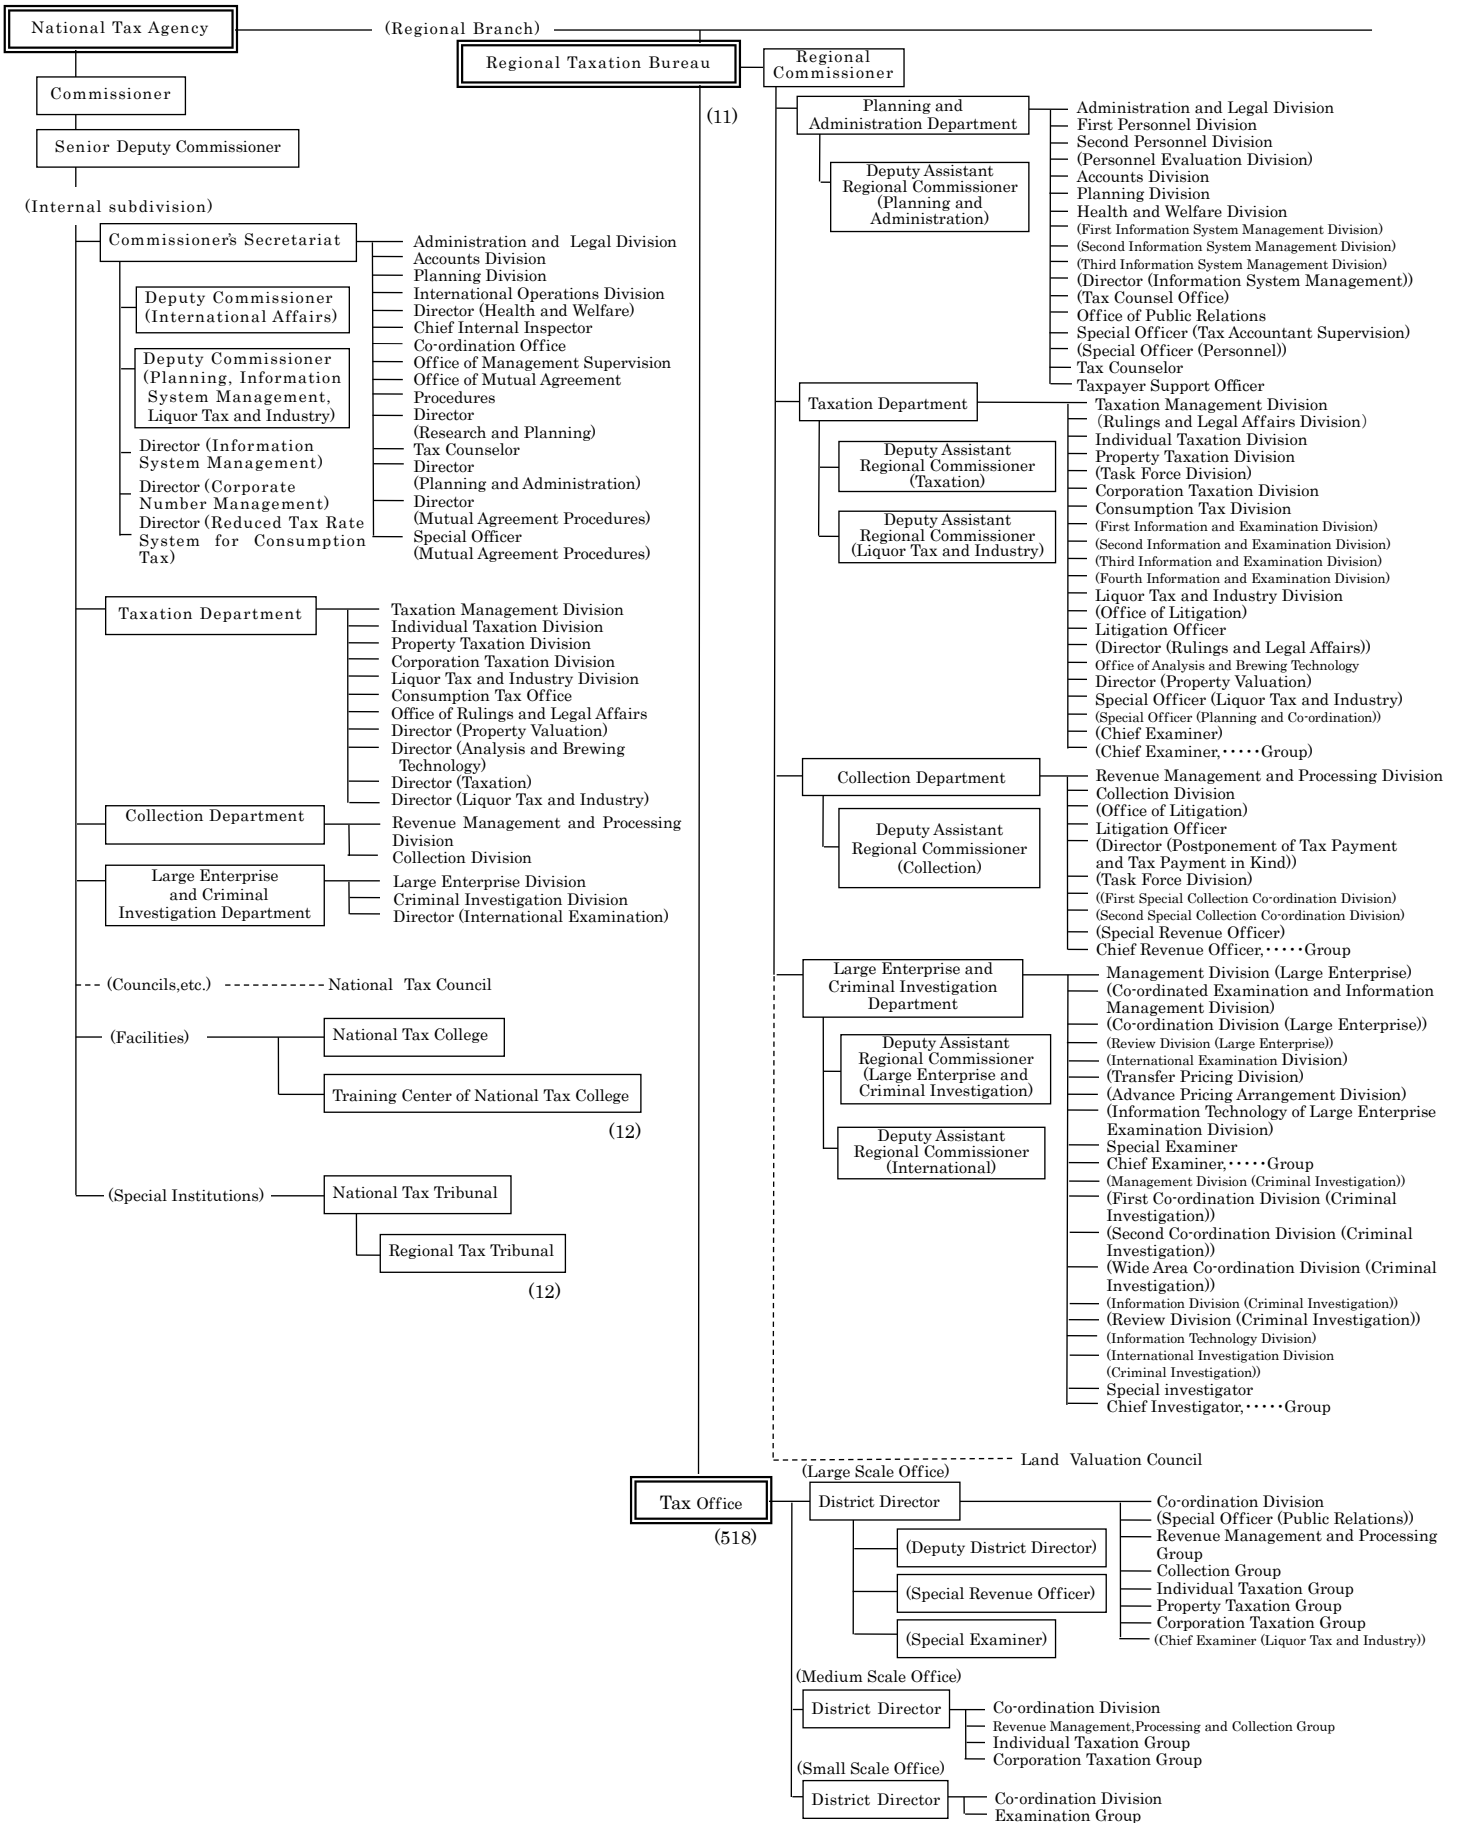 National Tax Agency
(Regional Branch)
Commissioner
Senior Deputy Commissioner
(Internal subdivision)
Commissioner's Secretariat
Deputy Commissioner
(International Affairs)
Deputy Commissioner
(Planning, Information
System Management,
Liquor Tax and Industry)
Director (Information
System Management)
Director (Corporate
Number Management)
Director (Reduced Tax Rate
System for Consumption
Tax)
Administration and Legal Division
Accounts Division
Planning Division
International Operations Division
Director (Health and Welfare)
Chief Internal Inspector
Co-ordination Office
Office of Management Supervision
Office of Mutual Agreement
Procedures
Director
(Research and Planning)
Tax Counselor
Director
(Planning and Administration)
Director
(Mutual Agreement Procedures)
Special Officer
(Mutual Agreement Procedures)
Taxation Department
Taxation Management Division
Individual Taxation Division
Property Taxation Division
Corporation Taxation Division
Liquor Tax and Industry Division
Consumption Tax Office
Office of Rulings and Legal Affairs
Director (Property Valuation)
Director (Analysis and Brewing
Technology)
Director (Taxation)
Director (Liquor Tax and Industry)
Collection Department
Revenue Management and Processing
Division
Collection Division
Large Enterprise
and Criminal
Investigation Department
Large Enterprise Division
Criminal Investigation Division
Director (International Examination)
(Councils,etc.)
National Tax Council
(Facilities)
National Tax College
Training Center of National Tax College
(12)
(Special Institutions)
National Tax Tribunal
Regional Tax Tribunal
(12)
Regional Taxation Bureau
(11)
Regional
Commissioner
Planning and
Administration Department
Deputy Assistant
Regional Commissioner
(Planning and
Administration)
Administration and Legal Division
First Personnel Division
Second Personnel Division
(Personnel Evaluation Division)
Accounts Division
Planning Division
Health and Welfare Division
(First Information System Management Division)
(Second Information System Management Division)
(Third Information System Management Division)
(Director (Information System Management))
(Tax Counsel Office)
Office of Public Relations
Special Officer (Tax Accountant Supervision)
(Special Officer (Personnel))
Tax Counselor
Taxpayer Support Officer
Taxation Department
Deputy Assistant
Regional Commissioner
(Taxation)
Deputy Assistant
Regional Commissioner
(Liquor Tax and Industry)
Taxation Management Division
(Rulings and Legal Affairs Division)
Individual Taxation Division
Property Taxation Division
(Task Force Division)
Corporation Taxation Division
Consumption Tax Division
(First Information and Examination Division)
(Second Information and Examination Division)
(Third Information and Examination Division)
(Fourth Information and Examination Division)
Liquor Tax and Industry Division
(Office of Litigation)
Litigation Officer
(Director (Rulings and Legal Affairs))
Office of Analysis and Brewing Technology
Director (Property Valuation)
Special Officer (Liquor Tax and Industry)
(Special Officer (Planning and Co-ordination))
(Chief Examiner)
(Chief Examiner,·····Group)
Collection Department
Deputy Assistant
Regional Commissioner
(Collection)
Revenue Management and Processing Division
Collection Division
(Office of Litigation)
Litigation Officer
(Director (Postponement of Tax Payment
and Tax Payment in Kind))
(Task Force Division)
((First Special Collection Co-ordination Division)
(Second Special Collection Co-ordination Division)
(Special Revenue Officer)
Chief Revenue Officer,·····Group
Large Enterprise and
Criminal Investigation
Department
Deputy Assistant
Regional Commissioner
(Large Enterprise and
Criminal Investigation)
Deputy Assistant
Regional Commissioner
(International)
Management Division (Large Enterprise)
(Co-ordinated Examination and Information
Management Division)
(Co-ordination Division (Large Enterprise))
(Review Division (Large Enterprise))
(International Examination Division)
(Transfer Pricing Division)
(Advance Pricing Arrangement Division)
(Information Technology of Large Enterprise
Examination Division)
Special Examiner
Chief Examiner,·····Group
(Management Division (Criminal Investigation))
(First Co-ordination Division (Criminal
Investigation))
(Second Co-ordination Division (Criminal
Investigation))
(Wide Area Co-ordination Division (Criminal
Investigation))
(Information Division (Criminal Investigation))
(Review Division (Criminal Investigation))
(Information Technology Division)
(International Investigation Division
(Criminal Investigation))
Special investigator
Chief Investigator,·····Group
Land Valuation Council
Tax Office
(518)
(Large Scale Office)
District Director
(Deputy District Director)
(Special Revenue Officer)
(Special Examiner)
Co-ordination Division
(Special Officer (Public Relations))
Revenue Management and Processing
Group
Collection Group
Individual Taxation Group
Property Taxation Group
Corporation Taxation Group
(Chief Examiner (Liquor Tax and Industry))
(Medium Scale Office)
District Director
Co-ordination Division
Revenue Management,Processing and Collection Group
Individual Taxation Group
Corporation Taxation Group
(Small Scale Office)
District Director
Co-ordination Division
Examination Group